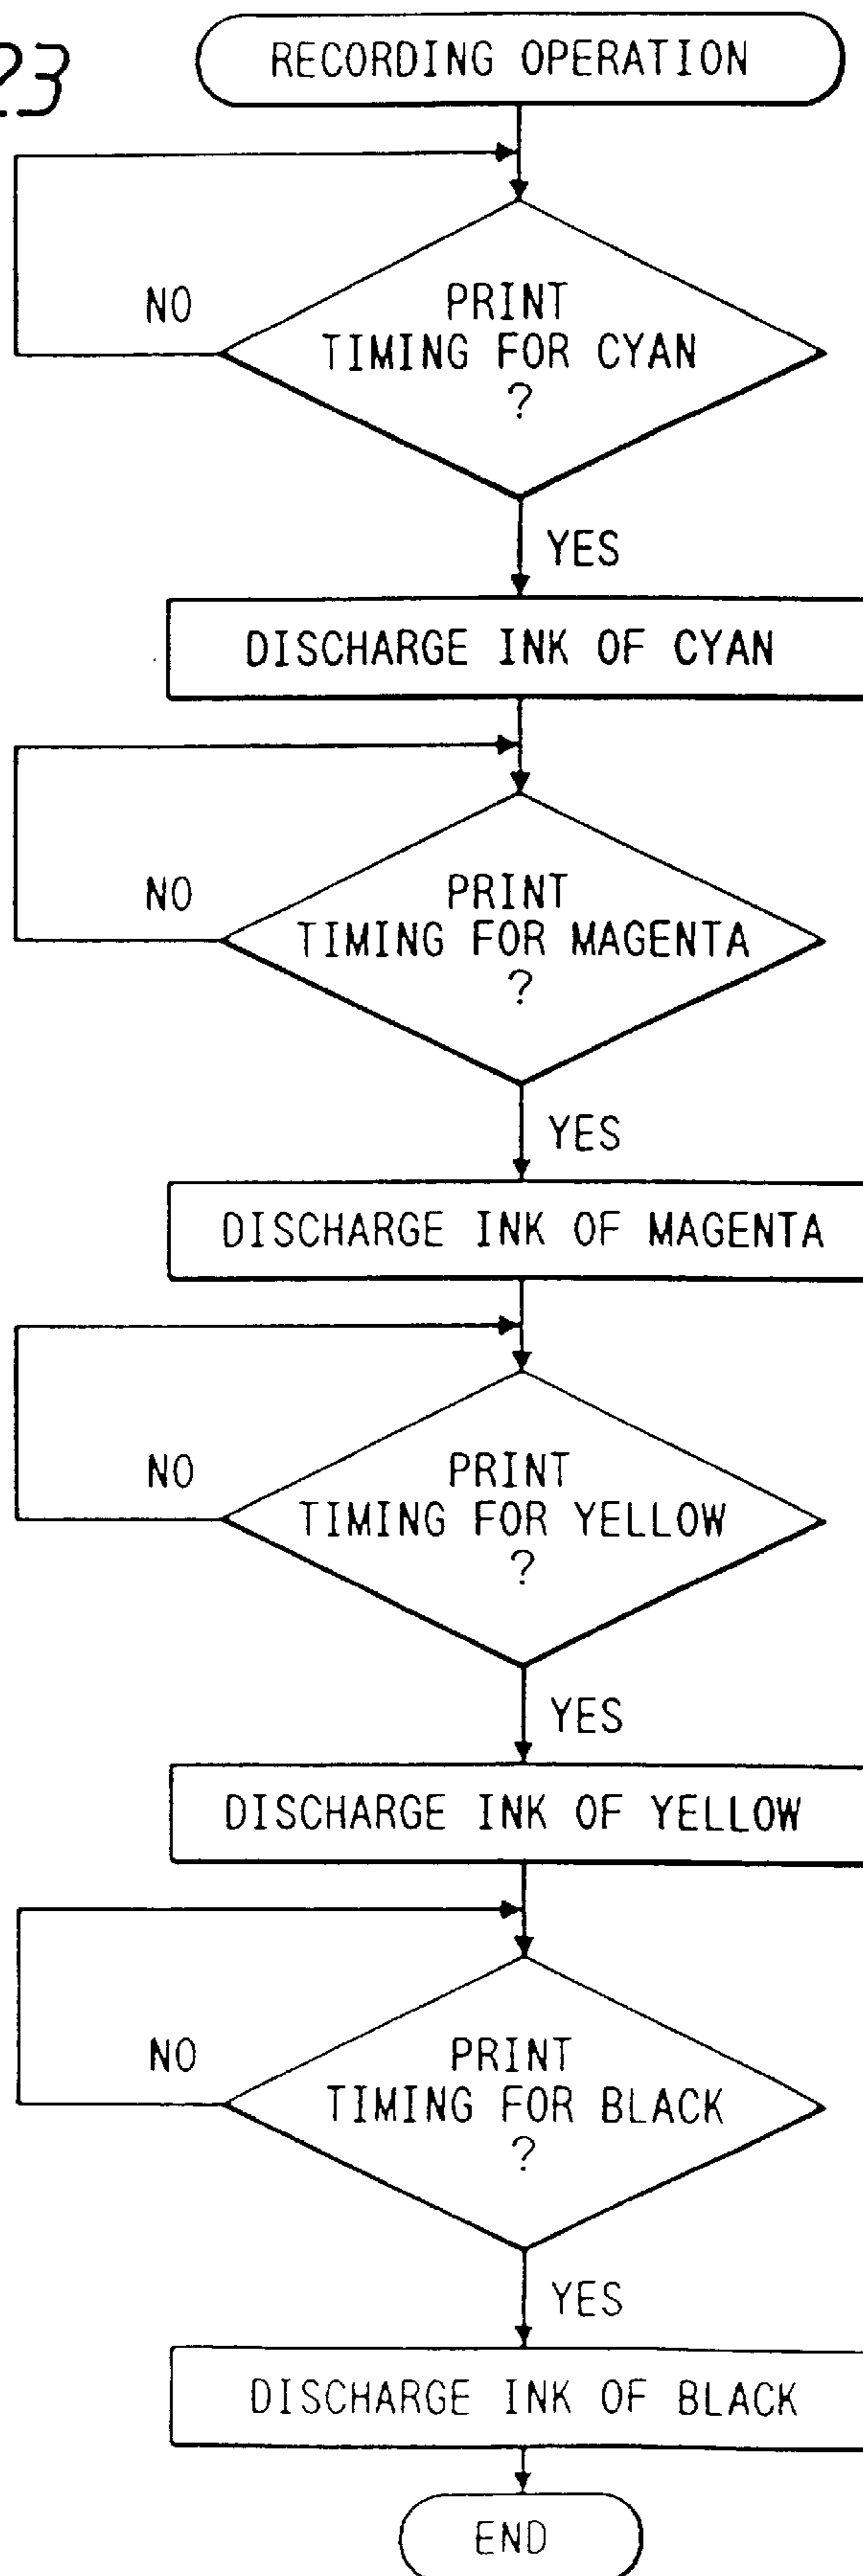 23
RECORDING OPERATION
NO
PRINT
TIMING FOR CYAN
?
YES
DISCHARGE INK OF CYAN
NO
PRINT
TIMING FOR MAGENTA
?
YES
DISCHARGE INK OF MAGENTA
NO
PRINT
TIMING FOR YELLOW
?
YES
DISCHARGE INK OF YELLOW
NO
PRINT
TIMING FOR BLACK
?
YES
DISCHARGE INK OF BLACK
END